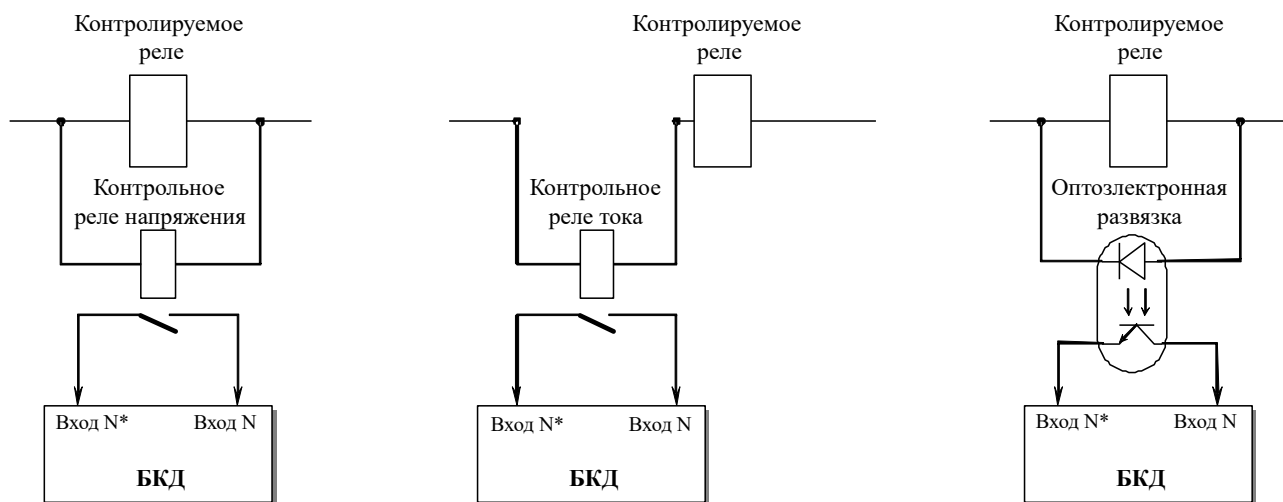 Контролируемое
реле
Контрольное
реле напряжения
Вход N*
Вход N
БКД
Контролируемое
реле
Контрольное
реле тока
Вход N*
Вход N
БКД
Контролируемое
реле
Оптозлектронная
развязка
Вход N*
Вход N
БКД